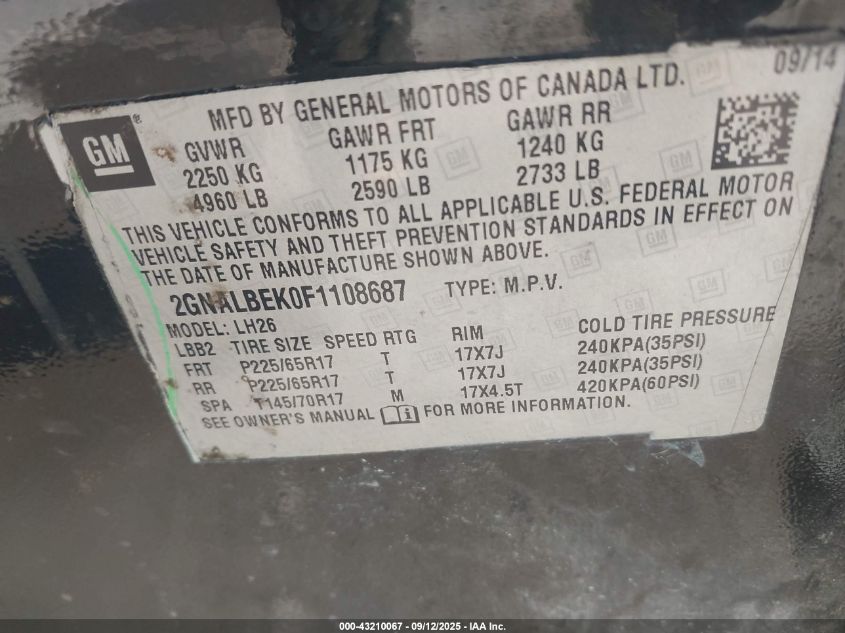 09/14
MFD BY GENERAL MOTORS OF CANADA LTD.
GM
®
GVWR GAWR FRT GAWR RR
2250 KG 1175 KG 1240 KG
4960 LB 2590 LB 2733 LB
THIS VEHICLE CONFORMS TO ALL APPLICABLE U.S. FEDERAL MOTOR
VEHICLE SAFETY AND THEFT PREVENTION STANDARDS IN EFFECT ON
THE DATE OF MANUFACTURE SHOWN ABOVE.
2GNALBEK0F1108687 TYPE: M.P.V.
MODEL: LH26
LBB2 TIRE SIZE SPEED RTG RIM COLD TIRE PRESSURE
FRT P225/65R17 T 17X7J 240KPA(35PSI)
RR P225/65R17 T 17X7J 240KPA(35PSI)
SPA T145/70R17 M 17X4.5T 420KPA(60PSI)
SEE OWNER'S MANUAL i FOR MORE INFORMATION.
000-43210067 - 09/12/2025 - IAA Inc.